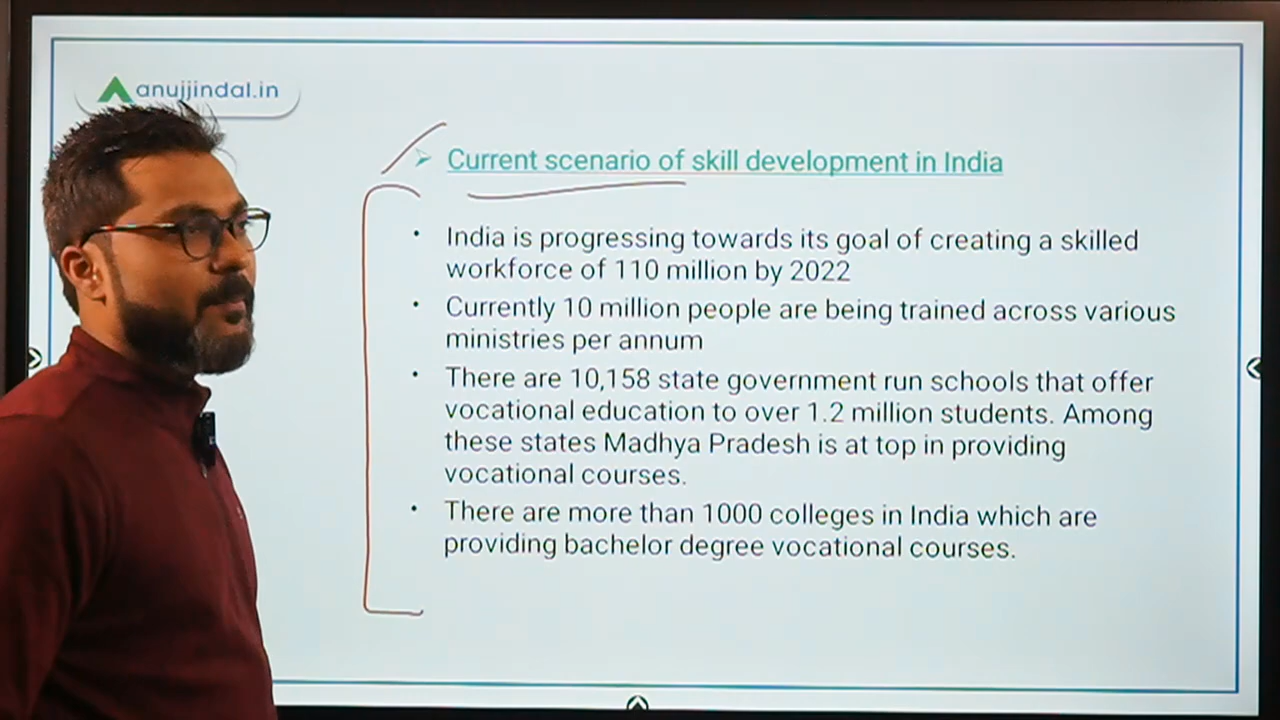 anujjindal.in
➢ Current scenario of skill development in India
• India is progressing towards its goal of creating a skilled
workforce of 110 million by 2022
• Currently 10 million people are being trained across various
ministries per annum
• There are 10,158 state government run schools that offer
vocational education to over 1.2 million students. Among
these states Madhya Pradesh is at top in providing
vocational courses.
• There are more than 1000 colleges in India which are
providing bachelor degree vocational courses.